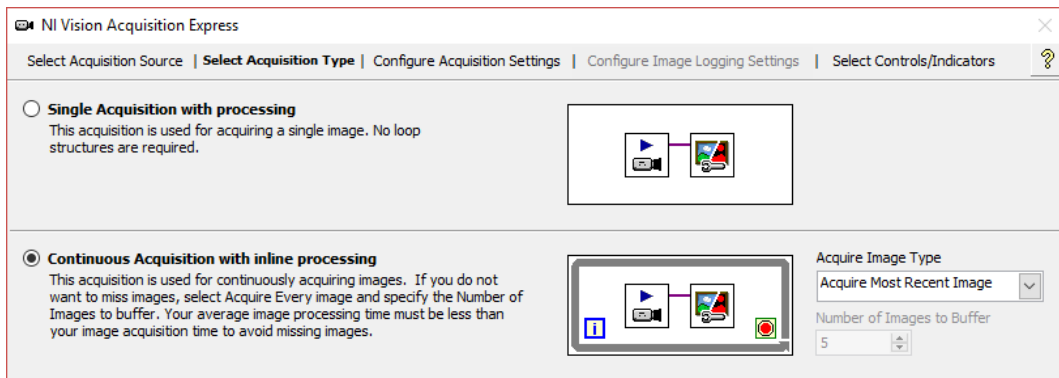 NI Vision Acquisition Express
Select Acquisition Source | Select Acquisition Type | Configure Acquisition Settings | Configure Image Logging Settings | Select Controls/Indicators
Single Acquisition with processing
This acquisition is used for acquiring a single image. No loop
structures are required.
Continuous Acquisition with inline processing
This acquisition is used for continuously acquiring images. If you do not
want to miss images, select Acquire Every image and specify the Number of
Images to buffer. Your average image processing time must be less than
your image acquisition time to avoid missing images.
i
Acquire Image Type
Acquire Most Recent Image
Number of Images to Buffer
5